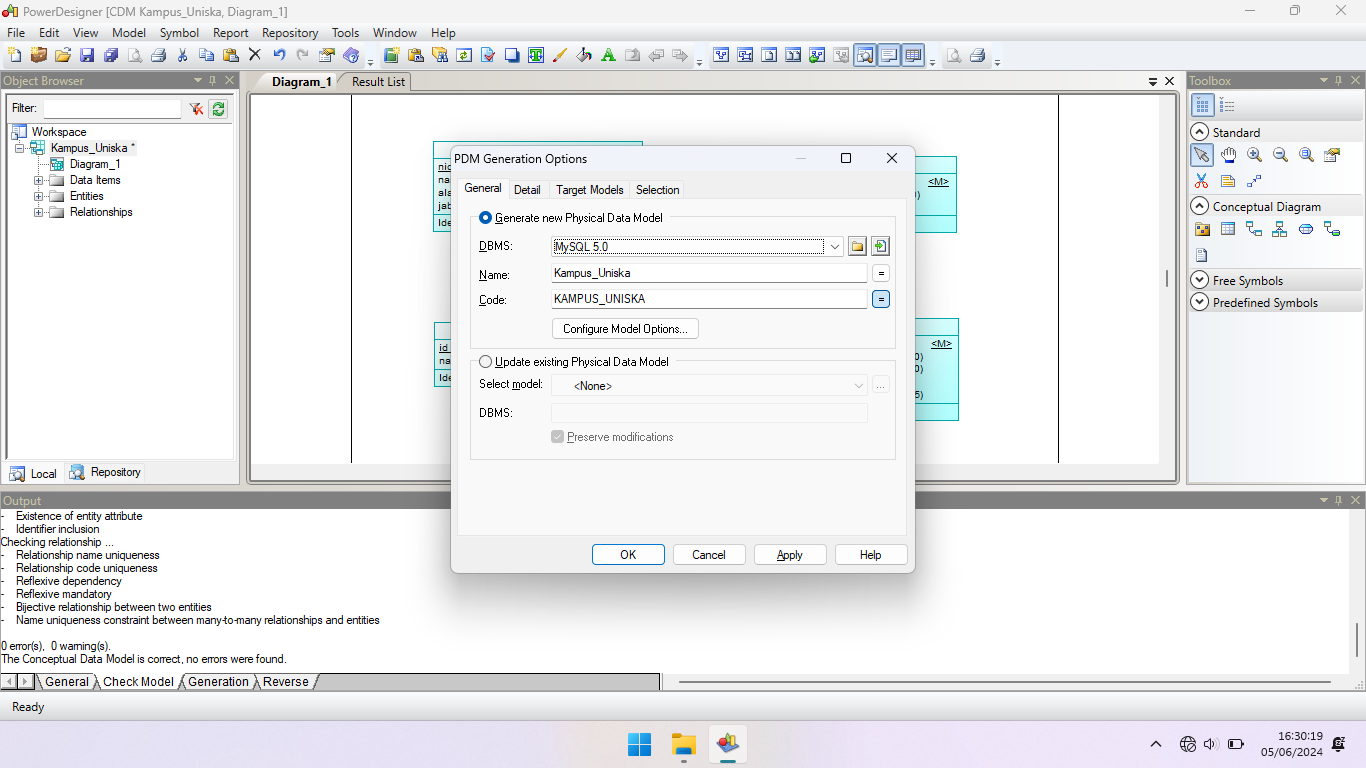 PowerDesigner [CDM Kampus_Uniska, Diagram_1]
File Edit View Model Symbol Report Repository Tools Window Help
Object Browser
Filter:
Workspace
Kampus_Uniska *
Diagram_1
Data Items
Entities
Relationships
Local Repository
Diagram_1 Result List
<M>
)
id
na
Ide
<M>
0)
0)
5)
PDM Generation Options
General Detail Target Models Selection
Generate new Physical Data Model
DBMS: MySQL 5.0
Name: Kampus_Uniska =
Code: KAMPUS_UNISKA =
Configure Model Options...
Update existing Physical Data Model
Select model: <None> ...
DBMS:
Preserve modifications
OK Cancel Apply Help
Toolbox
Standard
Conceptual Diagram
Free Symbols
Predefined Symbols
Output
- Existence of entity attribute
- Identifier inclusion
Checking relationship ...
- Relationship name uniqueness
- Relationship code uniqueness
- Reflexive dependency
- Reflexive mandatory
- Bijective relationship between two entities
- Name uniqueness constraint between many-to-many relationships and entities
0 error(s), 0 warning(s).
The Conceptual Data Model is correct, no errors were found.
General Check Model Generation Reverse
Ready
16:30:19
05/06/2024